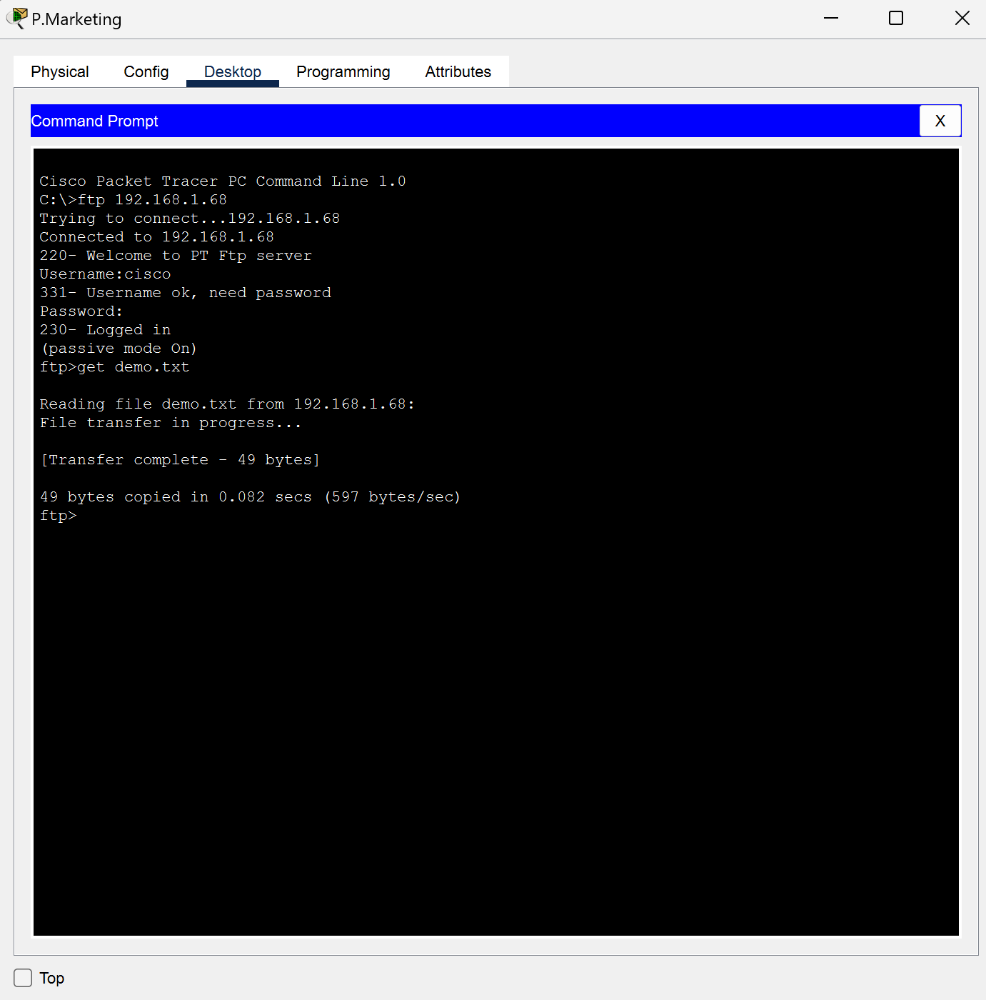 P.Marketing
Physical Config Desktop Programming Attributes
Command Prompt X
Cisco Packet Tracer PC Command Line 1.0
C:\>ftp 192.168.1.68
Trying to connect...192.168.1.68
Connected to 192.168.1.68
220- Welcome to PT Ftp server
Username:cisco
331- Username ok, need password
Password:
230- Logged in
(passive mode On)
ftp>get demo.txt
Reading file demo.txt from 192.168.1.68:
File transfer in progress...
[Transfer complete - 49 bytes]
49 bytes copied in 0.082 secs (597 bytes/sec)
ftp>
Top